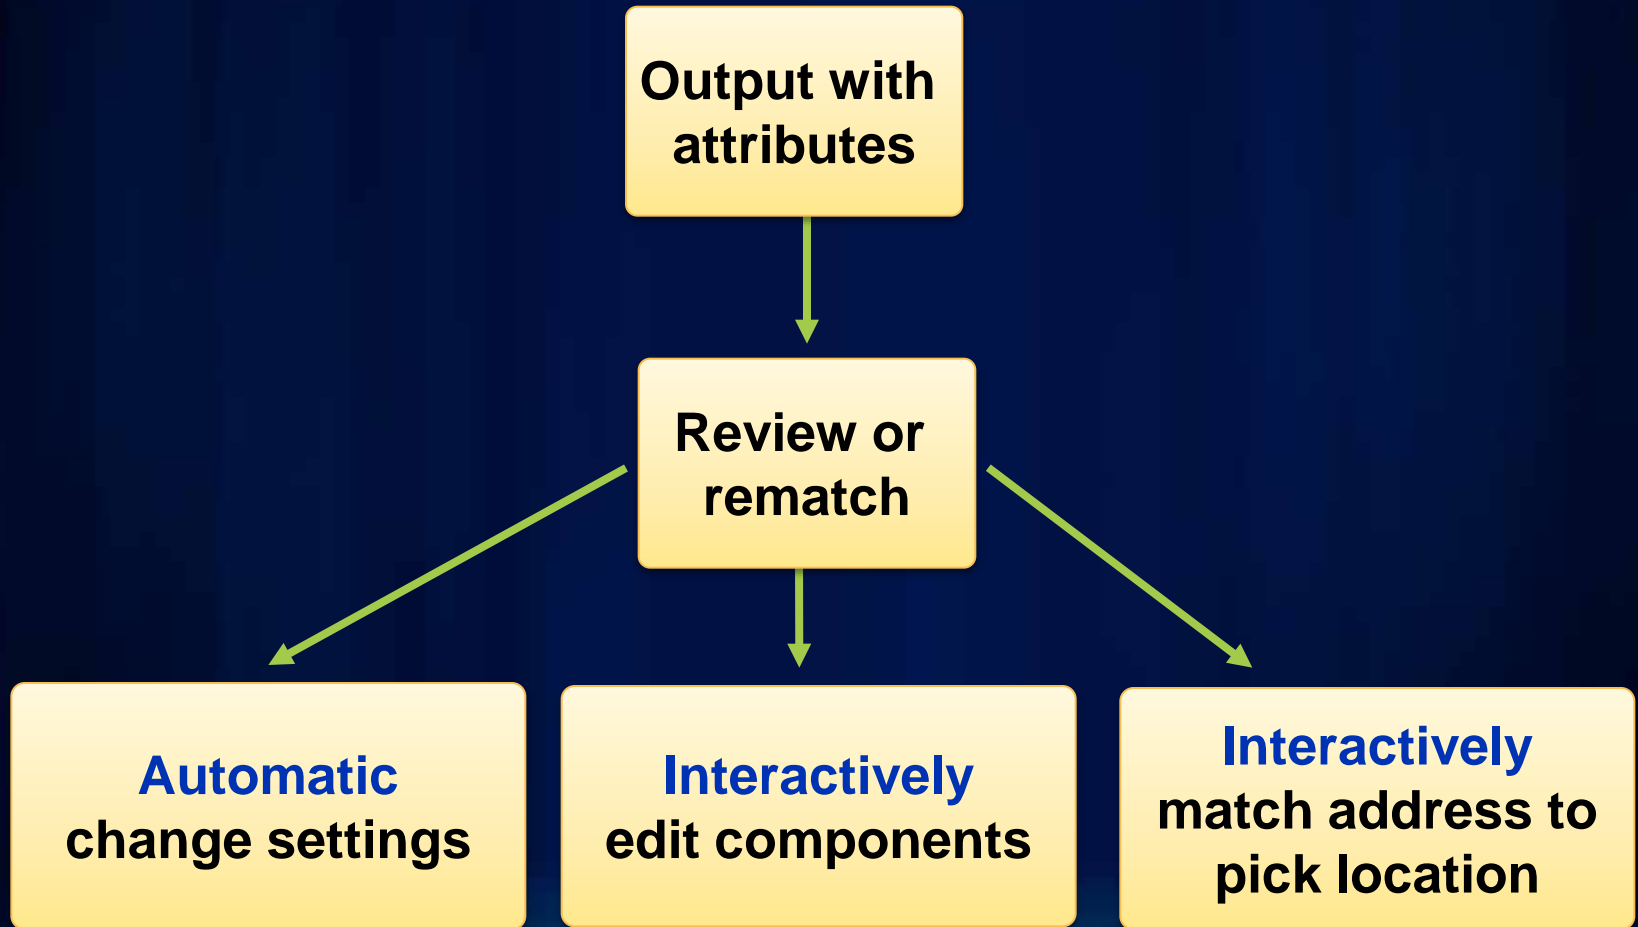 Output with
attributes
Review or
rematch
Automatic
change settings
Interactively
edit components
Interactively
match address to
pick location